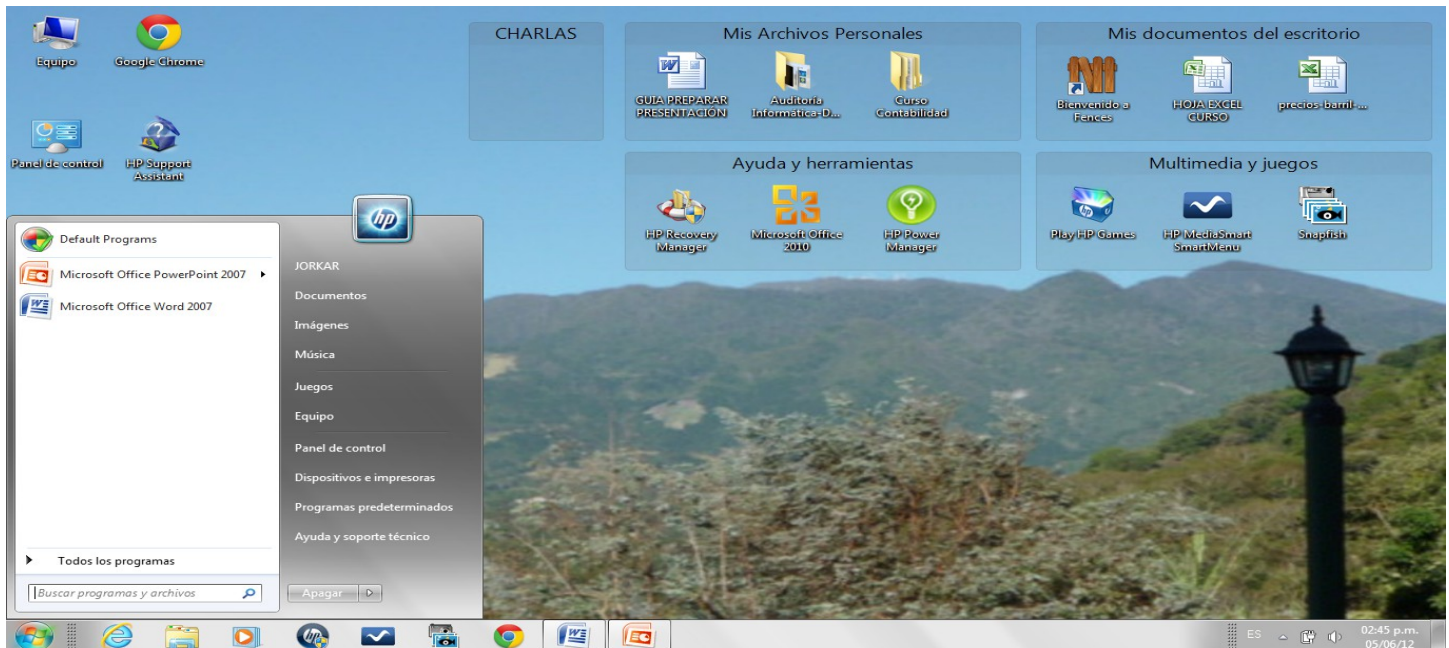 Equipo
Google Chrome
Panel de control
HP Support
Assistant
CHARLAS
Mis Archivos Personales
GUIA PREPARAR
PRESENTACIÓN
Auditoria
Informatica-D...
Curso
Contabilidad
Mis documentos del escritorio
Bienvenido a
Fences
HOJA EXCEL
CURSO
precios-barril-...
Ayuda y herramientas
HP Recovery
Manager
Microsoft Office
2010
HP Power
Manager
Multimedia y juegos
Play HP Games
HP MediaSmart
SmartMenu
Snapfish
hp
Default Programs
Microsoft Office PowerPoint 2007
Microsoft Office Word 2007
Todos los programas
Buscar programas y archivos
JORKAR
Documentos
Imágenes
Música
Juegos
Equipo
Panel de control
Dispositivos e impresoras
Programas predeterminados
Ayuda y soporte técnico
Apagar
ES
02:45 p.m.
05/06/12